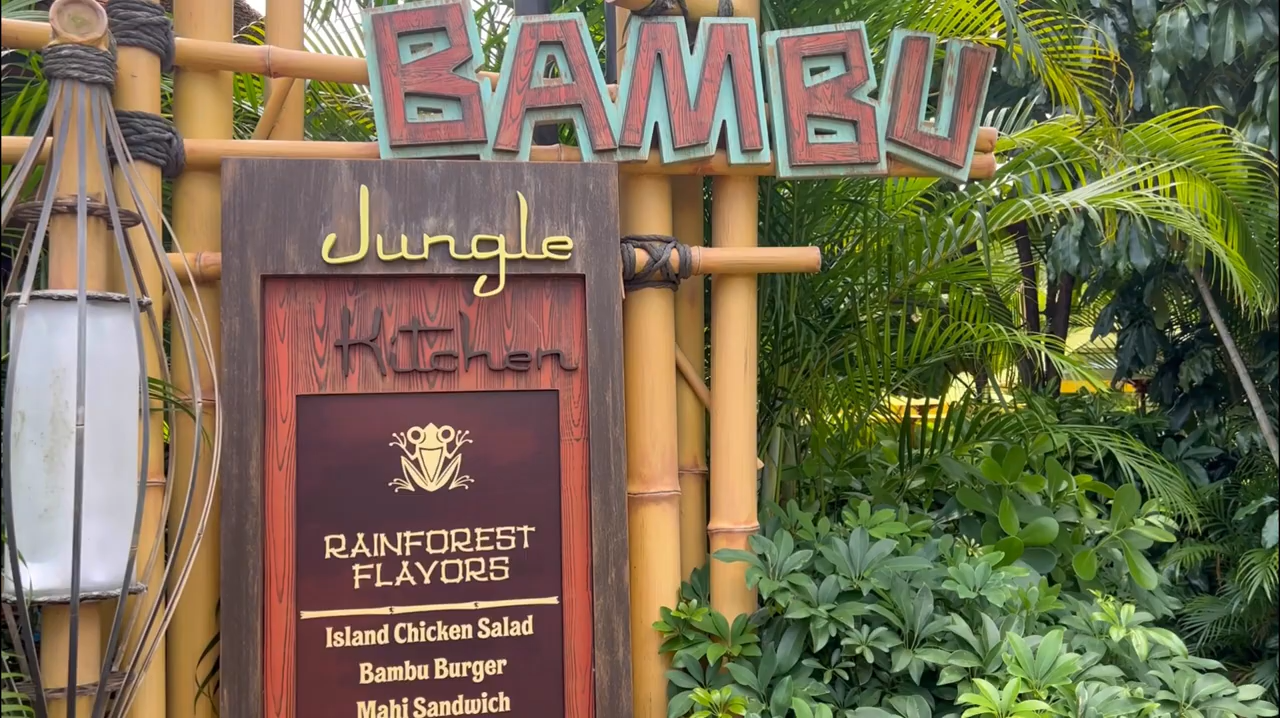 BAMBU
Jungle
Kitchen
RAINFOREST
FLAVORS
Island Chicken Salad
Bambu Burger
Mahi Sandwich